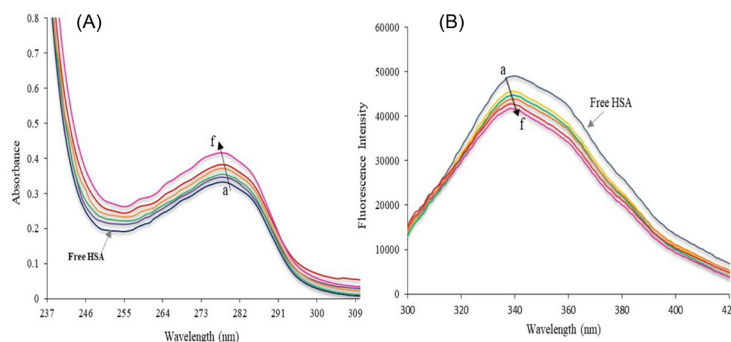 (A)
0.8
0.7
0.6
0.5
0.4
0.3
0.2
0.1
0
Absorbance
f
a
Free HSA
237 246 255 264 273 282 291 300 309
Wavelength (nm)
(B)
60000
50000
40000
30000
20000
10000
0
Fluorescence Intensity
a
f
Free HSA
300 320 340 360 380 400 42
Wavelength (nm)